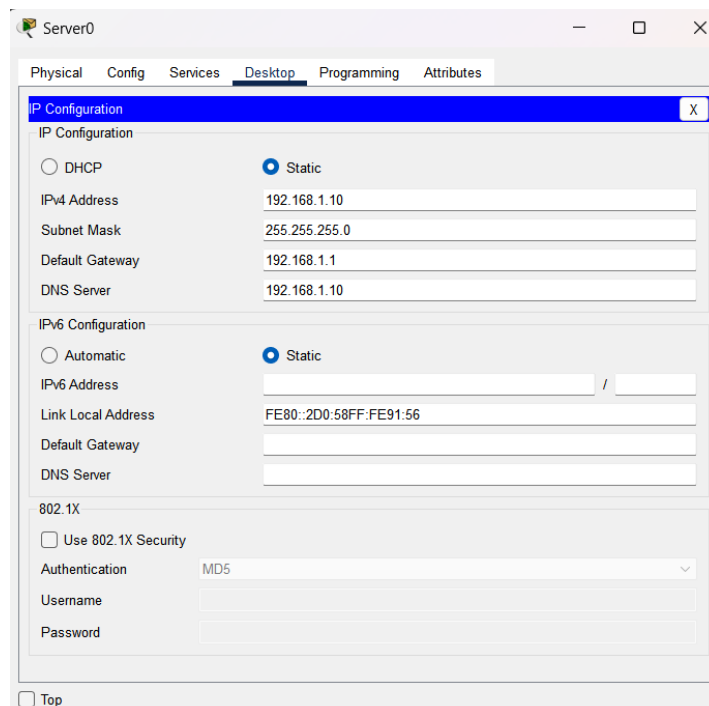 Server0
Physical Config Services Desktop Programming Attributes
IP Configuration X
IP Configuration
DHCP Static
IPv4 Address 192.168.1.10
Subnet Mask 255.255.255.0
Default Gateway 192.168.1.1
DNS Server 192.168.1.10
IPv6 Configuration
Automatic Static
IPv6 Address /
Link Local Address FE80::2D0:58FF:FE91:56
Default Gateway
DNS Server
802.1X
Use 802.1X Security
Authentication MD5
Username
Password
Top